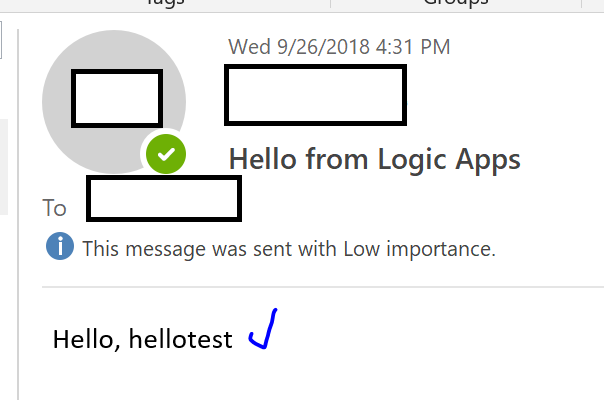 Tags Groups
Wed 9/26/2018 4:31 PM
Hello from Logic Apps
To
This message was sent with Low importance.
Hello, hellotest